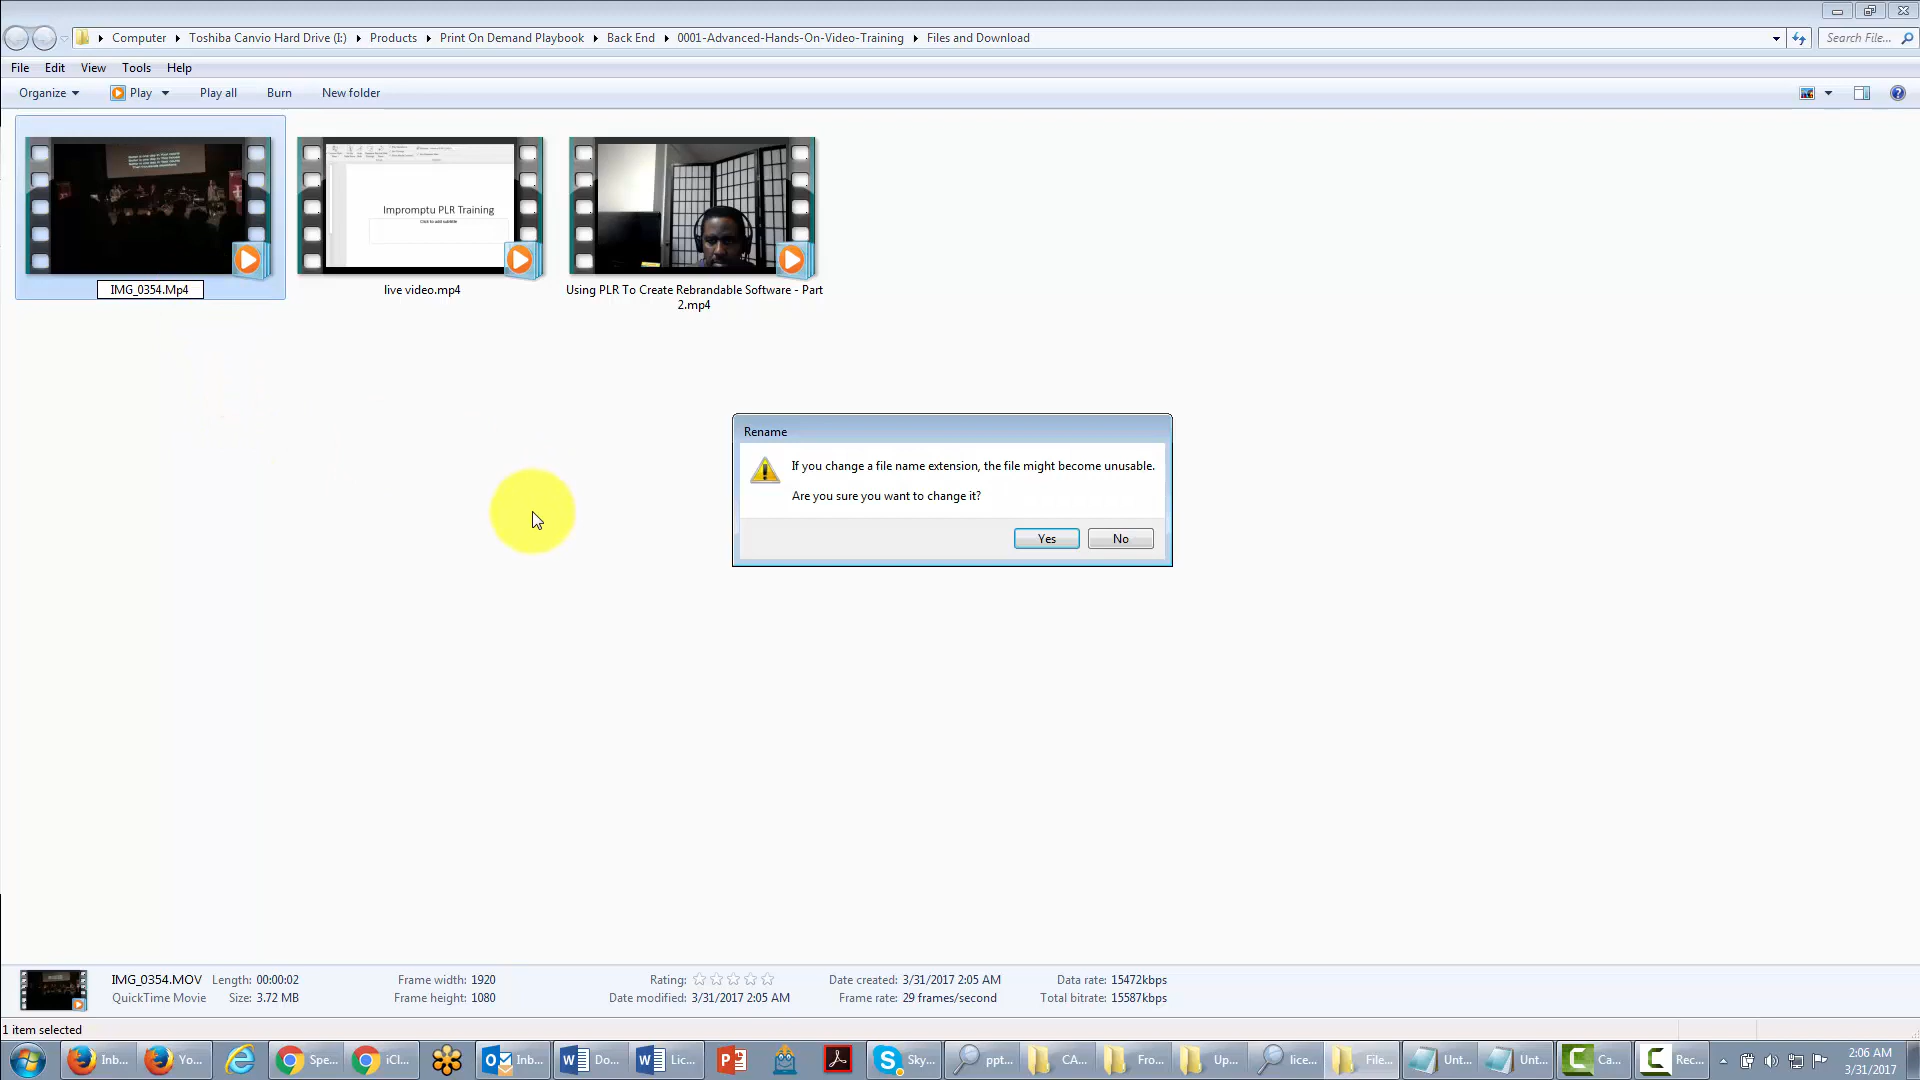 Computer Toshiba Canvio Hard Drive (I:) Products Print On Demand Playbook Back End 0001-Advanced-Hands-On-Video-Training Files and Download
Search File...
File Edit View Tools Help
Organize Play Play all Burn New folder
Impromptu PLR Training
Click to add subtitle
IMG_0354.Mp4
live video.mp4
Using PLR To Create Rebrandable Software - Part
2.mp4
Rename
If you change a file name extension, the file might become unusable.
Are you sure you want to change it?
Yes No
IMG_0354.MOV Length: 00:00:02 Frame width: 1920 Rating: Date created: 3/31/2017 2:05 AM Data rate: 15472kbps
QuickTime Movie Size: 3.72 MB Frame height: 1080 Date modified: 3/31/2017 2:05 AM Frame rate: 29 frames/second Total bitrate: 15587kbps
1 item selected
Inb... Yo... Spe... iCl... Inb... Do... Lic... Sky... ppt... CA... Fro... Up... lice... File... Unt... Unt... Ca... Rec...
2:06 AM
3/31/2017